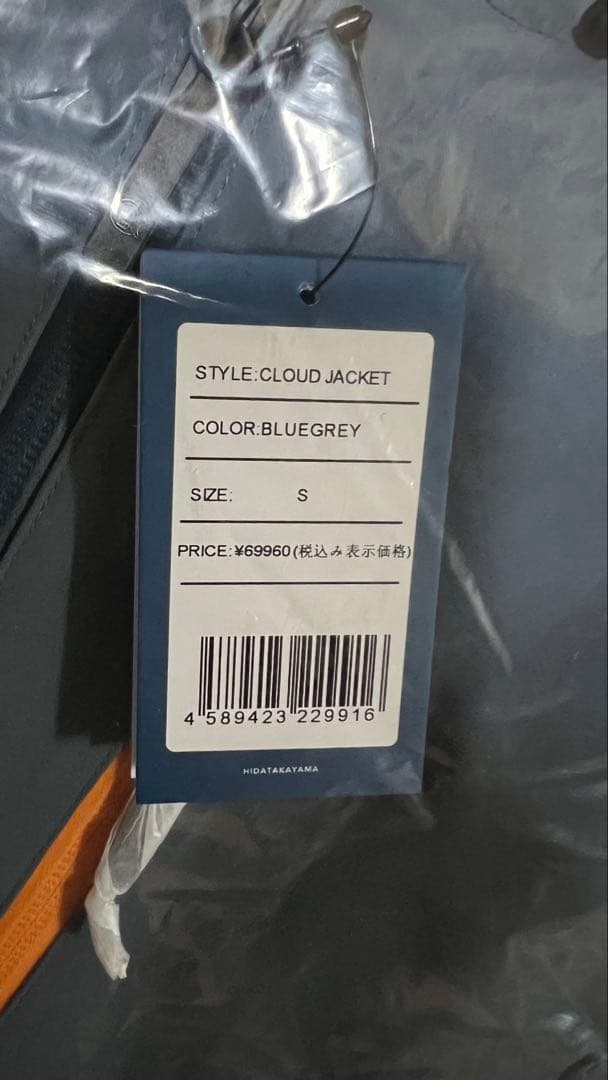 STYLE:CLOUD JACKET
COLOR:BLUEGREY
SIZE: S
PRICE:¥69960(税込み表示価格)
4 589423 229916
HIDATAKAYAMA